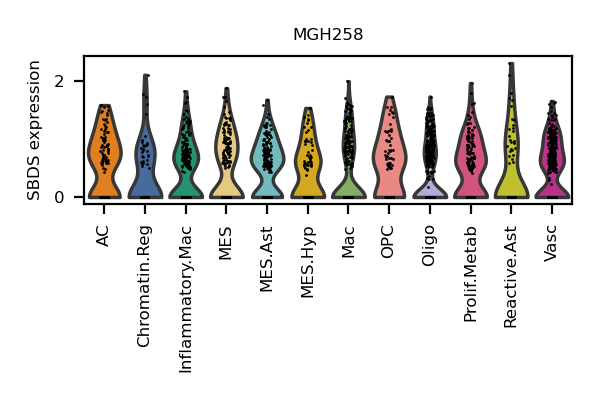 MGH258
SBDS expression
2
0
AC
Chromatin.Reg
Inflammatory.Mac
MES
MES.Ast
MES.Hyp
Mac
OPC
Oligo
Prolif.Metab
Reactive.Ast
Vasc